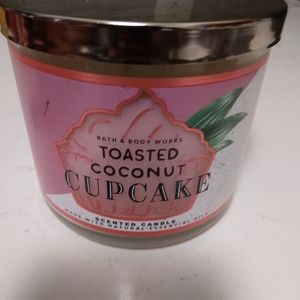 BATH & BODY WORKS
TOASTED
COCONUT
CUPCAKE
SCENTED CANDLE
MADE WITH NATURAL ESSENTIAL OILS